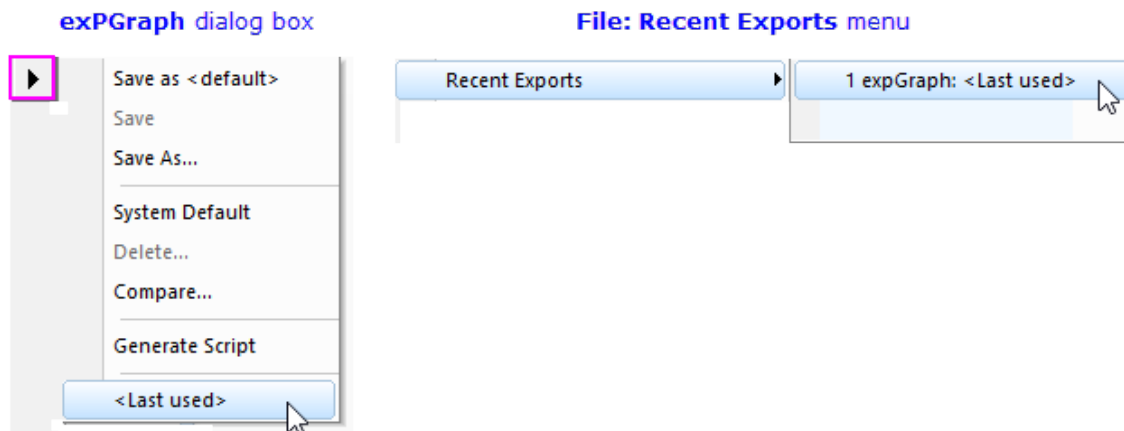 exPGraph dialog box
File: Recent Exports menu
Save as <default>
Save
Save As...
System Default
Delete...
Compare...
Generate Script
<Last used>
Recent Exports
1 expGraph: <Last used>